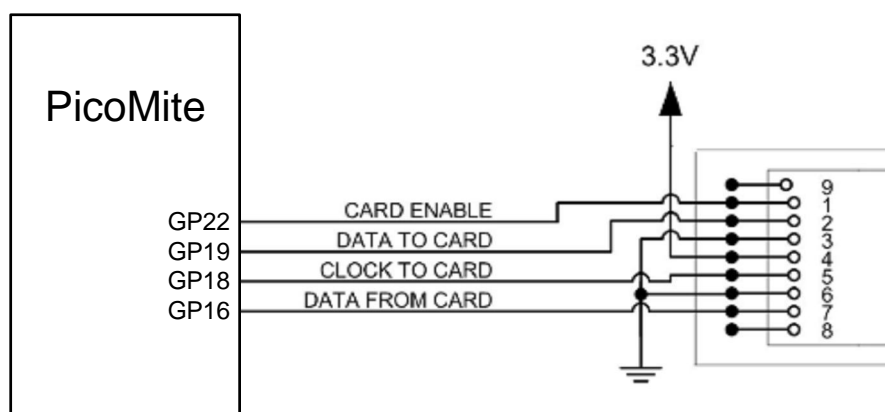 3.3V
PicoMite
GP22 CARD ENABLE
GP19 DATA TO CARD
GP18 CLOCK TO CARD
GP16 DATA FROM CARD
9
1
2
3
4
5
6
7
8